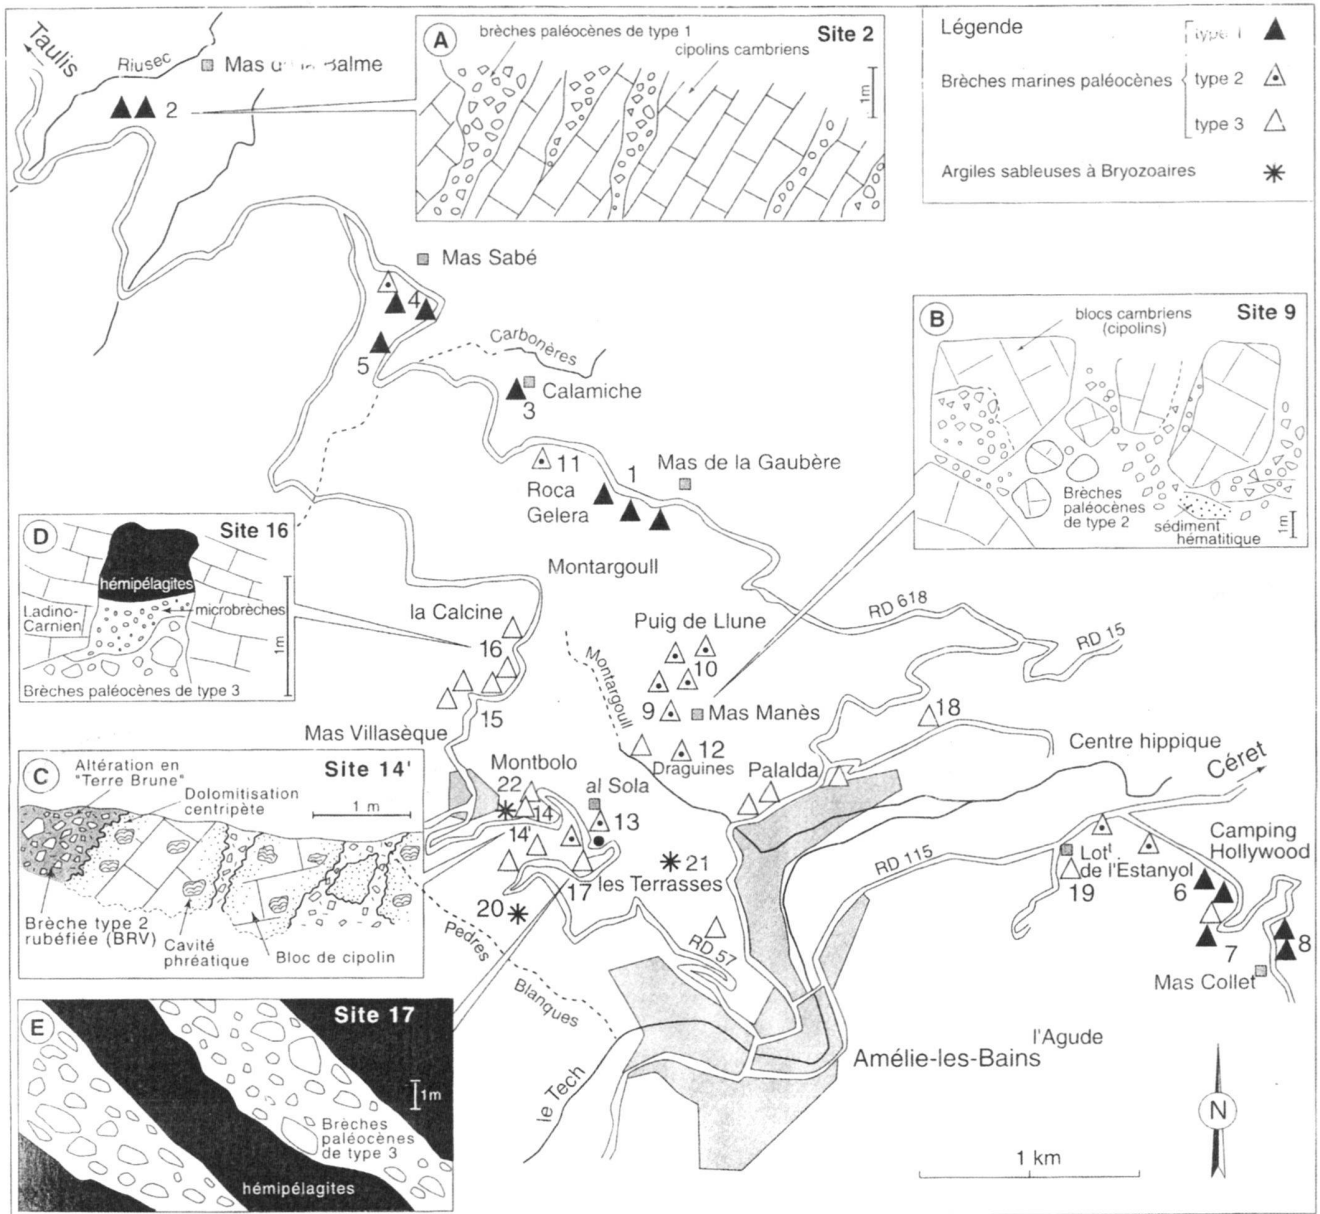 A
brèches paléocènes de type 1
cipolins cambriens
Site 2
1m
Légende
Brèches marines paléocènes
type 1
type 2
type 3
Argiles sableuses à Bryozoaires
Taulis
Riusec
Mas de la Balme
2
Mas Sabé
4
5
Carbonères
Calamiche
3
11
Roca
Gelera
1
Mas de la Gaubère
B
blocs cambriens
(cipolins)
Site 9
Brèches
paléocènes
de type 2
sédiment
hématitique
1m
D
Site 16
hémipélagites
Ladino-
Carnien
microbrèches
1m
Brèches paléocènes de type 3
Montargoull
la Calcine
16
15
Mas Villasèque
Puig de Llune
10
Montargoull
9
Mas Manès
12
Draguines
RD 618
RD 15
18
Centre hippique
Céret
Palalda
C
Altération en
"Terre Brune"
Site 14'
Dolomitisation
centripète
1 m
Brèche type 2
rubéfiée (BRV)
Cavité
phréatique
Bloc de cipolin
Montbolo
22
14
14'
al Sola
13
17
les Terrasses
21
20
Pedres
Blanques
RD 57
RD 115
Lott
de l'Estanyol
19
Camping
Hollywood
6
7
8
Mas Collet
E
Site 17
1m
Brèches
paléocènes
de type 3
hémipélagites
le Tech
Amélie-les-Bains
l'Agude
N
1 km